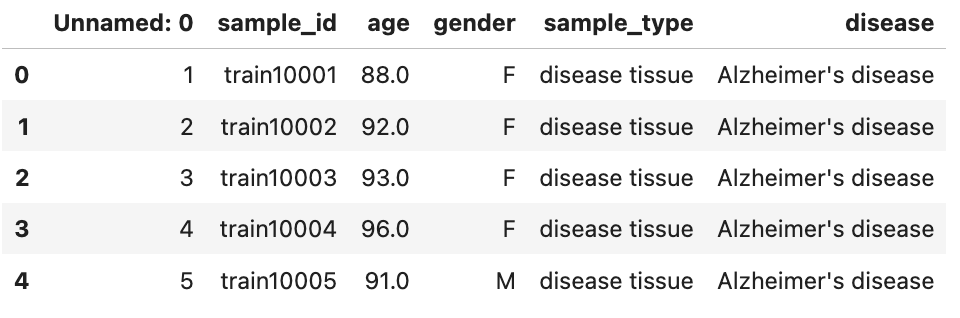 Unnamed: 0 sample_id age gender sample_type disease
0 1 train10001 88.0 F disease tissue Alzheimer's disease
1 2 train10002 92.0 F disease tissue Alzheimer's disease
2 3 train10003 93.0 F disease tissue Alzheimer's disease
3 4 train10004 96.0 F disease tissue Alzheimer's disease
4 5 train10005 91.0 M disease tissue Alzheimer's disease